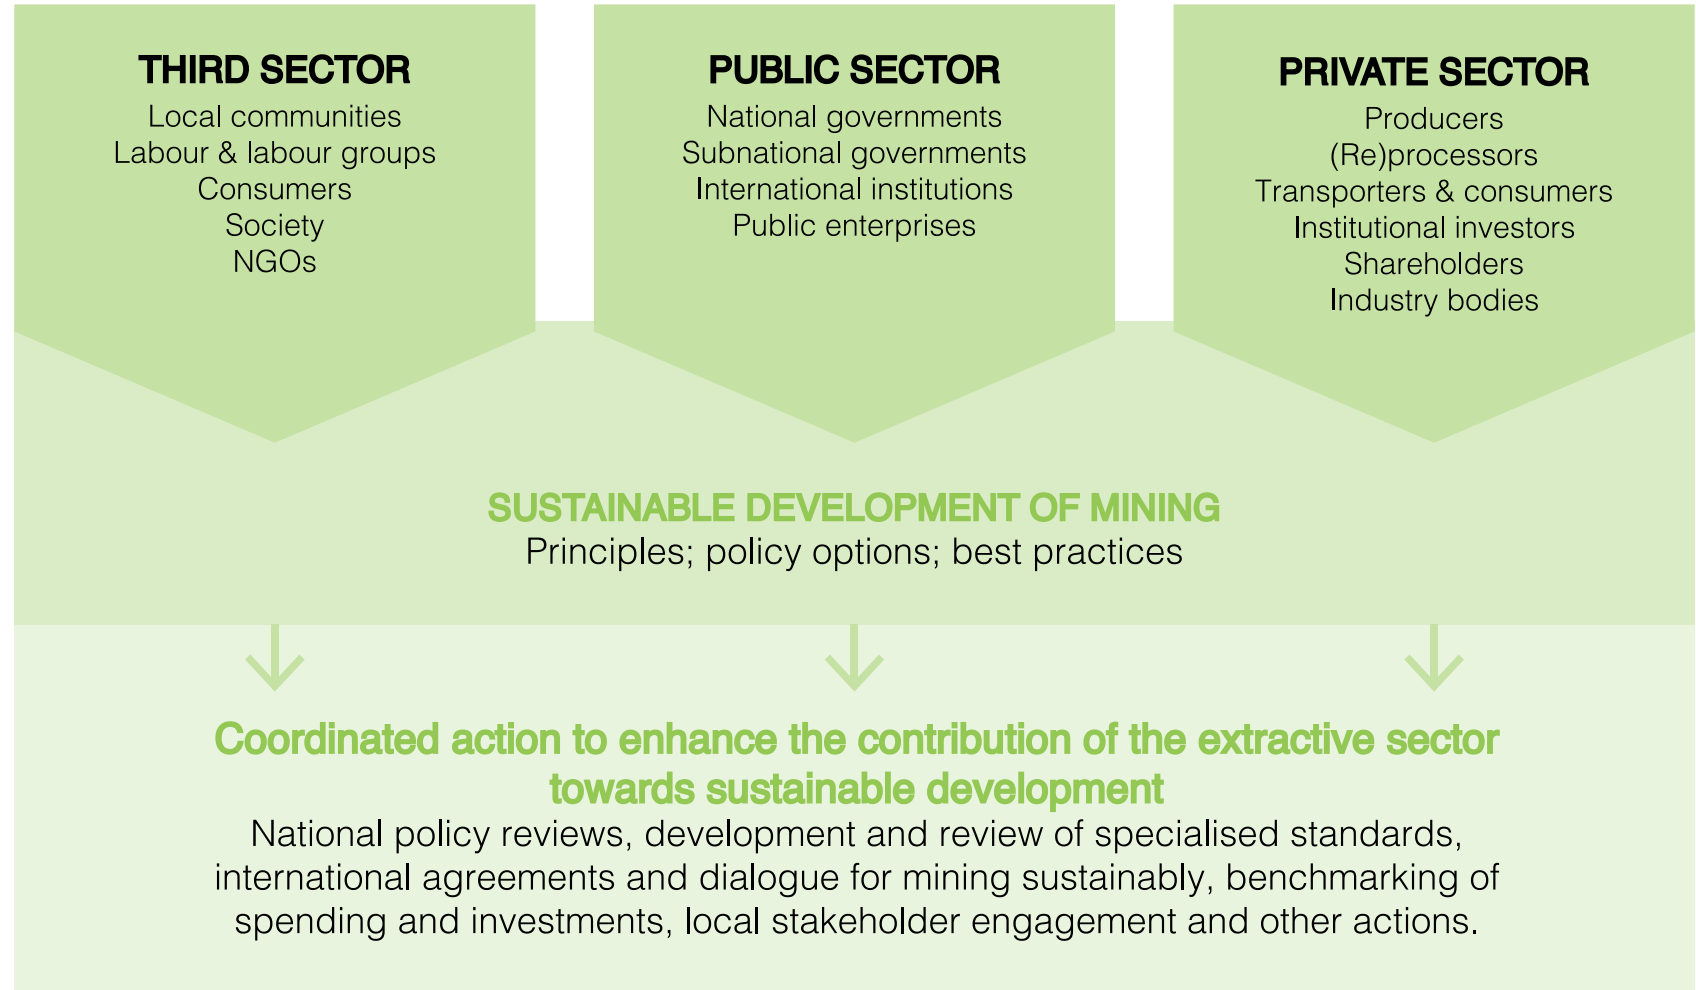 THIRD SECTOR
Local communities
Labour & labour groups
Consumers
Society
NGOs
PUBLIC SECTOR
National governments
Subnational governments
International institutions
Public enterprises
PRIVATE SECTOR
Producers
(Re)processors
Transporters & consumers
Institutional investors
Shareholders
Industry bodies
SUSTAINABLE DEVELOPMENT OF MINING
Principles; policy options; best practices
Coordinated action to enhance the contribution of the extractive sector
towards sustainable development
National policy reviews, development and review of specialised standards,
international agreements and dialogue for mining sustainably, benchmarking of
spending and investments, local stakeholder engagement and other actions.